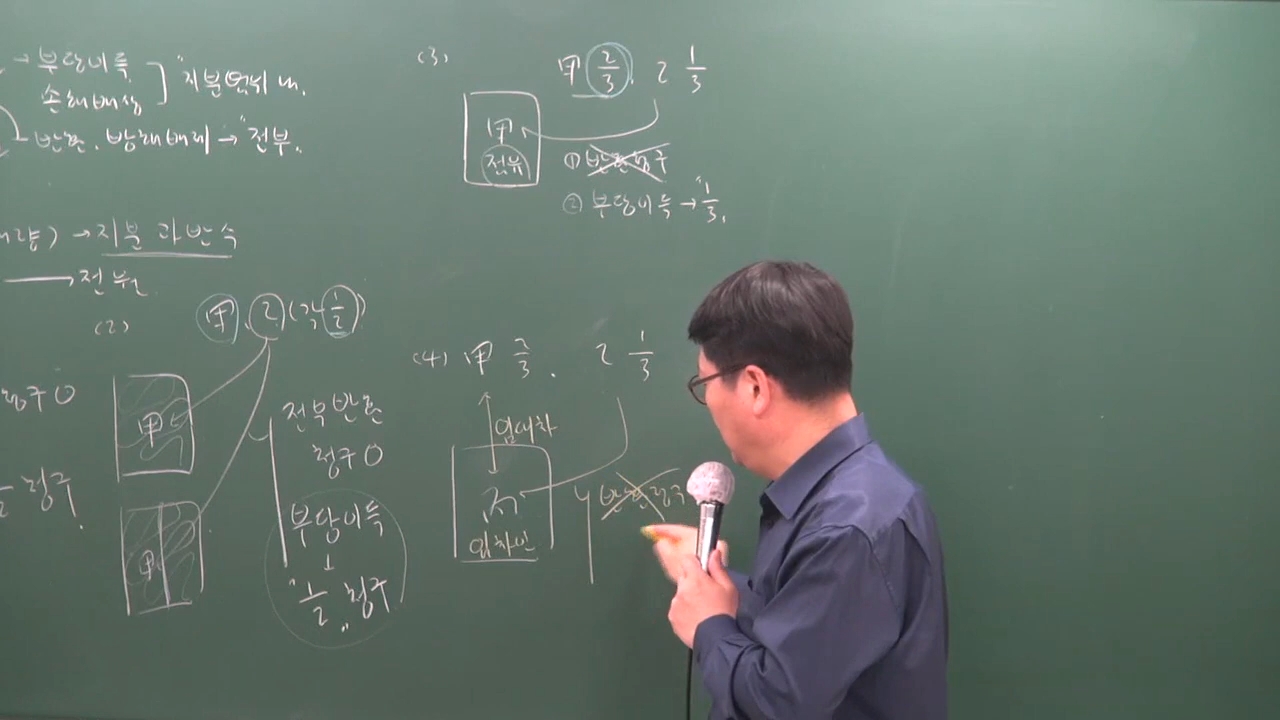 → 부당이득
손해배상 ] "지분범위 내.
반환. 방해배제 → "전부.
) → 지분 과반수
→ 전원
(2) 甲, 乙 (각 1/2)
청구 O
청구.
甲
甲
전부반환
청구 O
부당이득
↓
"1/2" 청구
(3) 甲 2/3. 乙 1/3
甲
전유
① 반환청구
② 부당이득 → "1/3.
(4) 甲 2/3. 乙 1/3
임대차
丙
임차인
반환청구